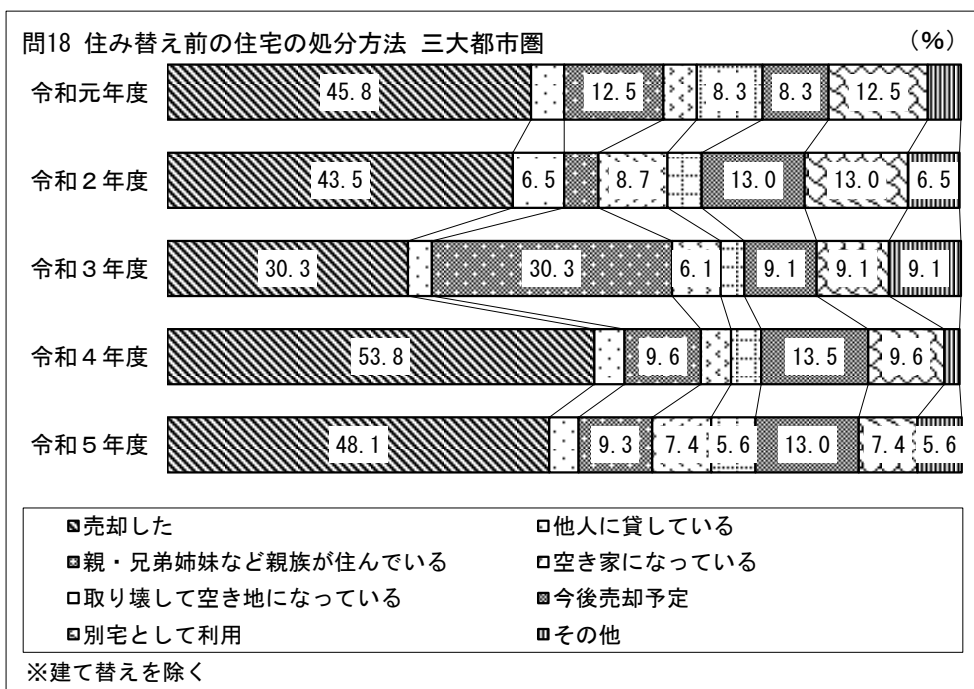 問18 住み替え前の住宅の処分方法 三大都市圏 (%)
令和元年度 45.8 12.5 8.3 8.3 12.5
令和２年度 43.5 6.5 8.7 13.0 13.0 6.5
令和３年度 30.3 30.3 6.1 9.1 9.1 9.1
令和４年度 53.8 9.6 13.5 9.6
令和５年度 48.1 9.3 7.4 5.6 13.0 7.4 5.6
売却した 他人に貸している
親・兄弟姉妹など親族が住んでいる 空き家になっている
取り壊して空き地になっている 今後売却予定
別宅として利用 その他
※建て替えを除く